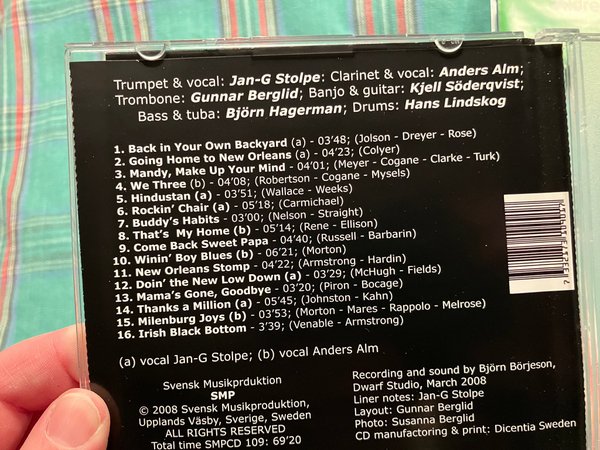 Trumpet & vocal: Jan-G Stolpe: Clarinet & vocal: Anders Alm;
Trombone: Gunnar Berglid; Banjo & guitar: Kjell Söderqvist;
Bass & tuba: Björn Hagerman; Drums: Hans Lindskog
1. Back in Your Own Backyard (a) - 03'48; (Jolson - Dreyer - Rose)
2. Going Home to New Orleans (a) - 04'23; (Colyer)
3. Mandy, Make Up Your Mind - 04'01; (Meyer - Cogane - Clarke - Turk)
4. We Three (b) - 04'08; (Robertson - Cogane - Mysels)
5. Hindustan (a) - 03'51; (Wallace - Weeks)
6. Rockin' Chair (a) - 05'18; (Carmichael)
7. Buddy's Habits - 03'00; (Nelson - Straight)
8. That's My Home (b) - 05'14; (Rene - Ellison)
9. Come Back Sweet Papa - 04'40; (Russell - Barbarin)
10. Winin' Boy Blues (b) - 06'21; (Morton)
11. New Orleans Stomp - 04'22; (Armstrong - Hardin)
12. Doin' the New Low Down (a) - 03'29; (McHugh - Fields)
13. Mama's Gone, Goodbye - 03'20; (Piron - Bocage)
14. Thanks a Million (a) - 05'45; (Johnston - Kahn)
15. Milenburg Joys (b) - 03'53; (Morton - Mares - Rappolo - Melrose)
16. Irish Black Bottom - 3'39; (Venable - Armstrong)
(a) vocal Jan-G Stolpe; (b) vocal Anders Alm
Svensk Musikproduktion
SMP
© 2008 Svensk Musikproduktion,
Upplands Väsby, Sverige, Sweden
ALL RIGHTS RESERVED
Total time SMPCD 109: 69'20
Recording and sound by Björn Börjeson,
Dwarf Studio, March 2008
Liner notes: Jan-G Stolpe
Layout: Gunnar Berglid
Photo: Susanna Berglid
CD manufactoring & print: Dicentia Sweden